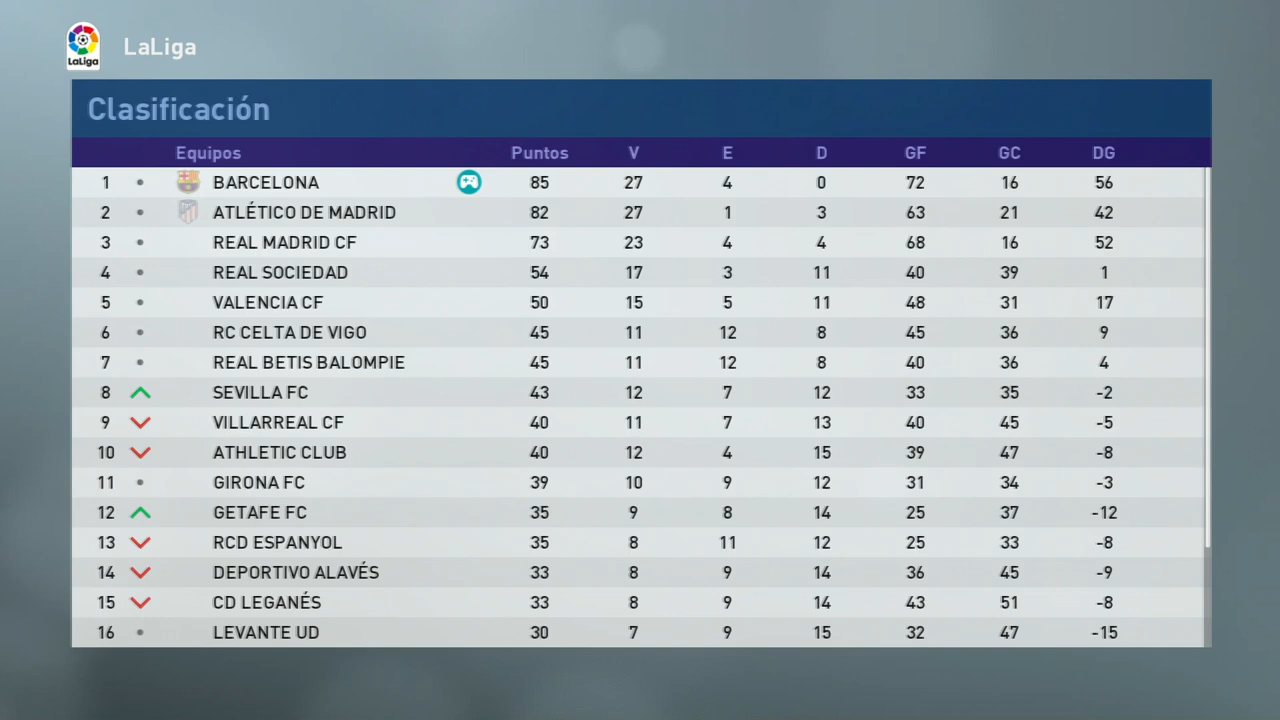 LaLiga
LaLiga
Clasificación
Equipos Puntos V E D GF GC DG
1 BARCELONA 85 27 4 0 72 16 56
2 ATLÉTICO DE MADRID 82 27 1 3 63 21 42
3 REAL MADRID CF 73 23 4 4 68 16 52
4 REAL SOCIEDAD 54 17 3 11 40 39 1
5 VALENCIA CF 50 15 5 11 48 31 17
6 RC CELTA DE VIGO 45 11 12 8 45 36 9
7 REAL BETIS BALOMPIE 45 11 12 8 40 36 4
8 SEVILLA FC 43 12 7 12 33 35 -2
9 VILLARREAL CF 40 11 7 13 40 45 -5
10 ATHLETIC CLUB 40 12 4 15 39 47 -8
11 GIRONA FC 39 10 9 12 31 34 -3
12 GETAFE FC 35 9 8 14 25 37 -12
13 RCD ESPANYOL 35 8 11 12 25 33 -8
14 DEPORTIVO ALAVÉS 33 8 9 14 36 45 -9
15 CD LEGANÉS 33 8 9 14 43 51 -8
16 LEVANTE UD 30 7 9 15 32 47 -15